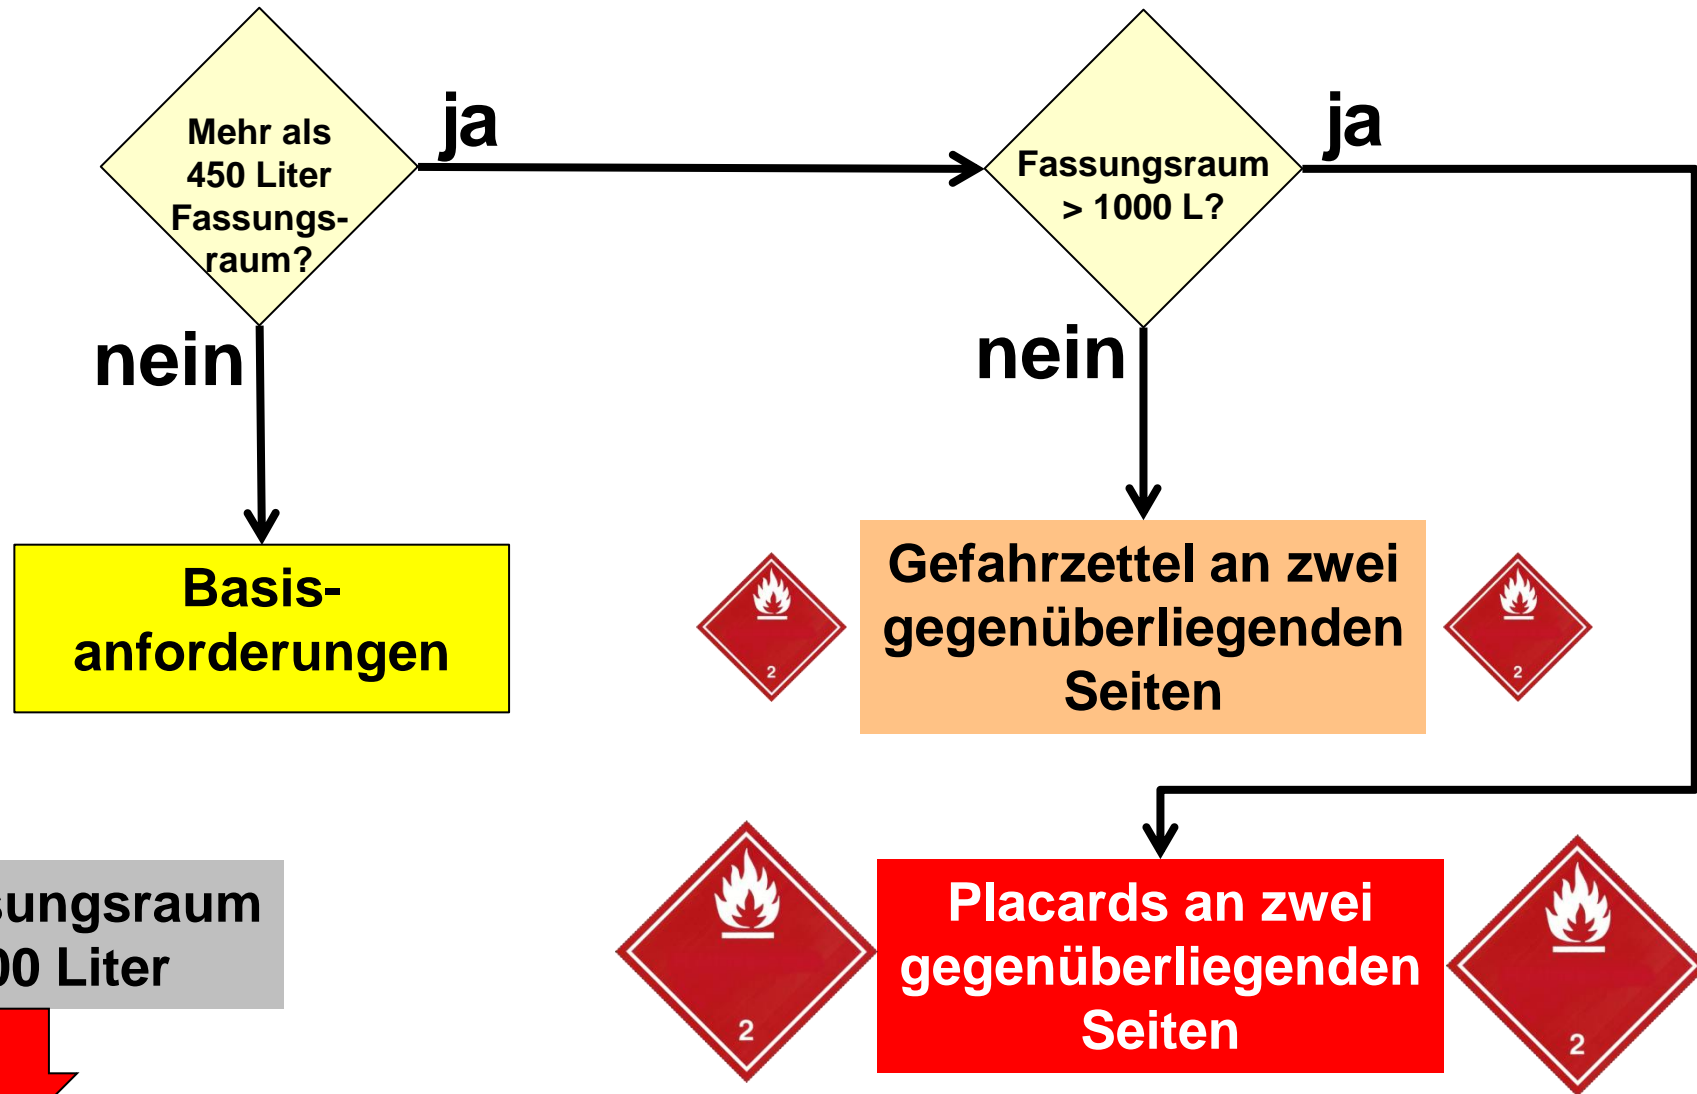 Mehr als
450 Liter
Fassungs-
raum?
ja
Fassungsraum
> 1000 L?
ja
nein
nein
Basis-
anforderungen
Gefahrzettel an zwei
gegenüberliegenden
Seiten
2
2
sungsraum
00 Liter
Placards an zwei
gegenüberliegenden
Seiten
2
2